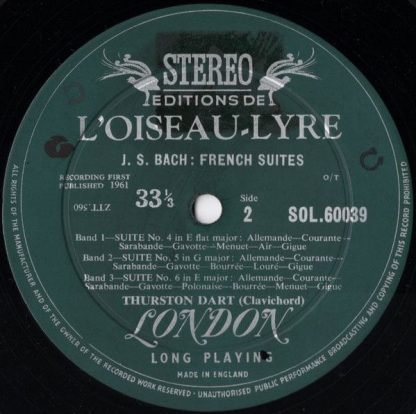 STEREO
EDITIONS DE
L'OISEAU-LYRE
J. S. BACH: FRENCH SUITES
RECORDING FIRST
PUBLISHED 1961
O/T
ZLT.360
33⅓
Side
2
SOL.60039
Band 1—SUITE No. 4 in E flat major: Allemande—Courante—
Sarabande—Gavotte—Menuet—Air—Gigue
Band 2—SUITE No. 5 in G major: Allemande—Courante—
Sarabande—Gavotte—Bourrée—Louré—Gigue
Band 3—SUITE No. 6 in E major: Allemande—Courante—
Sarabande—Gavotte—Polonaise—Bourrée—Menuet—Gigue
THURSTON DART (Clavichord)
LONDON
LONG PLAYING
MADE IN ENGLAND
ALL RIGHTS OF THE MANUFACTURER AND OF THE OWNER OF THE RECORDED WORK RESERVED · UNAUTHORISED PUBLIC PERFORMANCE BROADCASTING AND COPYING OF THIS RECORD PROHIBITED